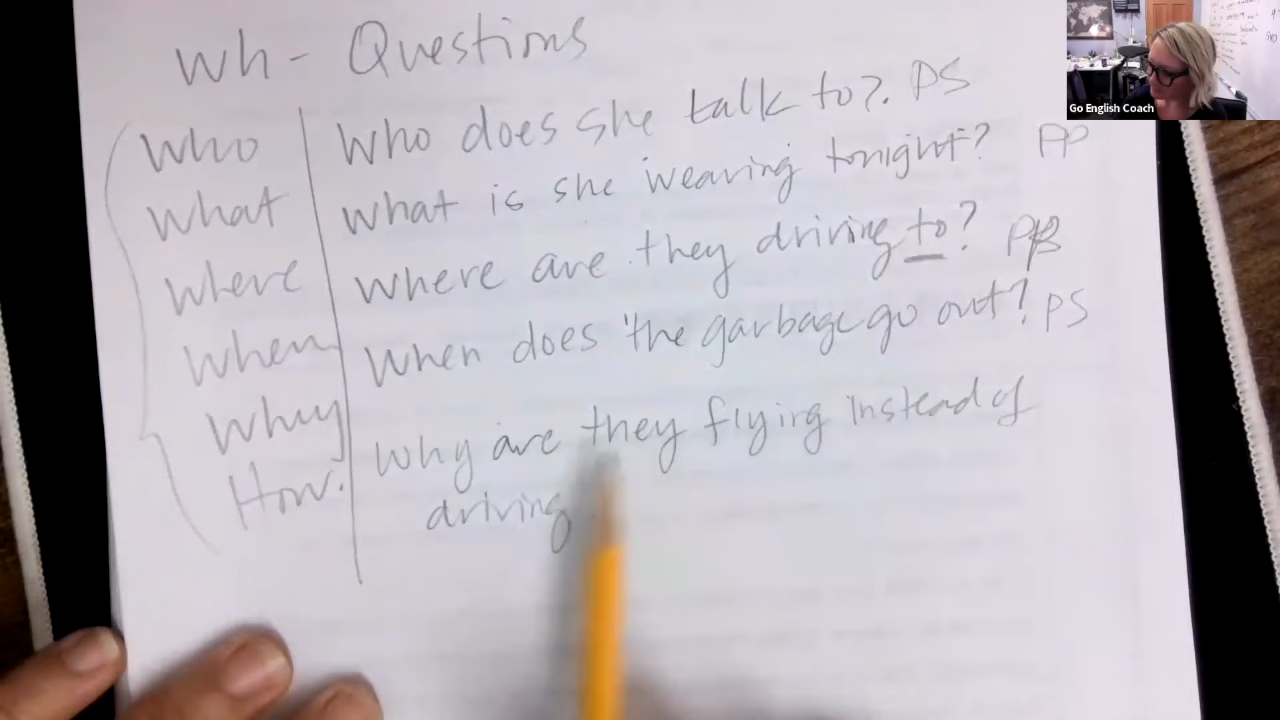 wh - Questions
Who | Who does she talk to?. PS
What | What is she wearing tonight? PP
Where | Where are they driving to? PP
When | When does the garbage go out? PS
Why | Why are they flying instead of
driving
How.
Go English Coach